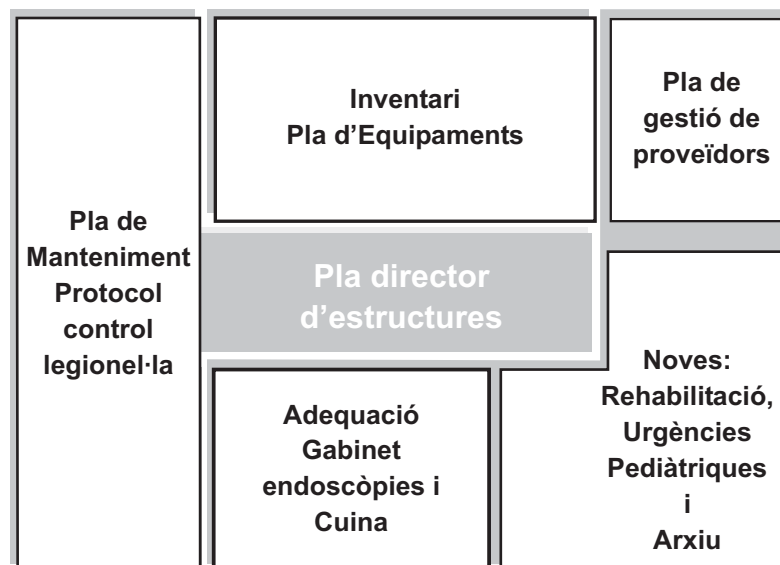 Pla de
Manteniment
Protocol
control
legionel·la
Inventari
Pla d’Equipaments
Pla de
gestió de
proveïdors
Pla director
d’estructures
Adequació
Gabinet
endoscòpies i
Cuina
Noves:
Rehabilitació,
Urgències
Pediàtriques
i
Arxiu